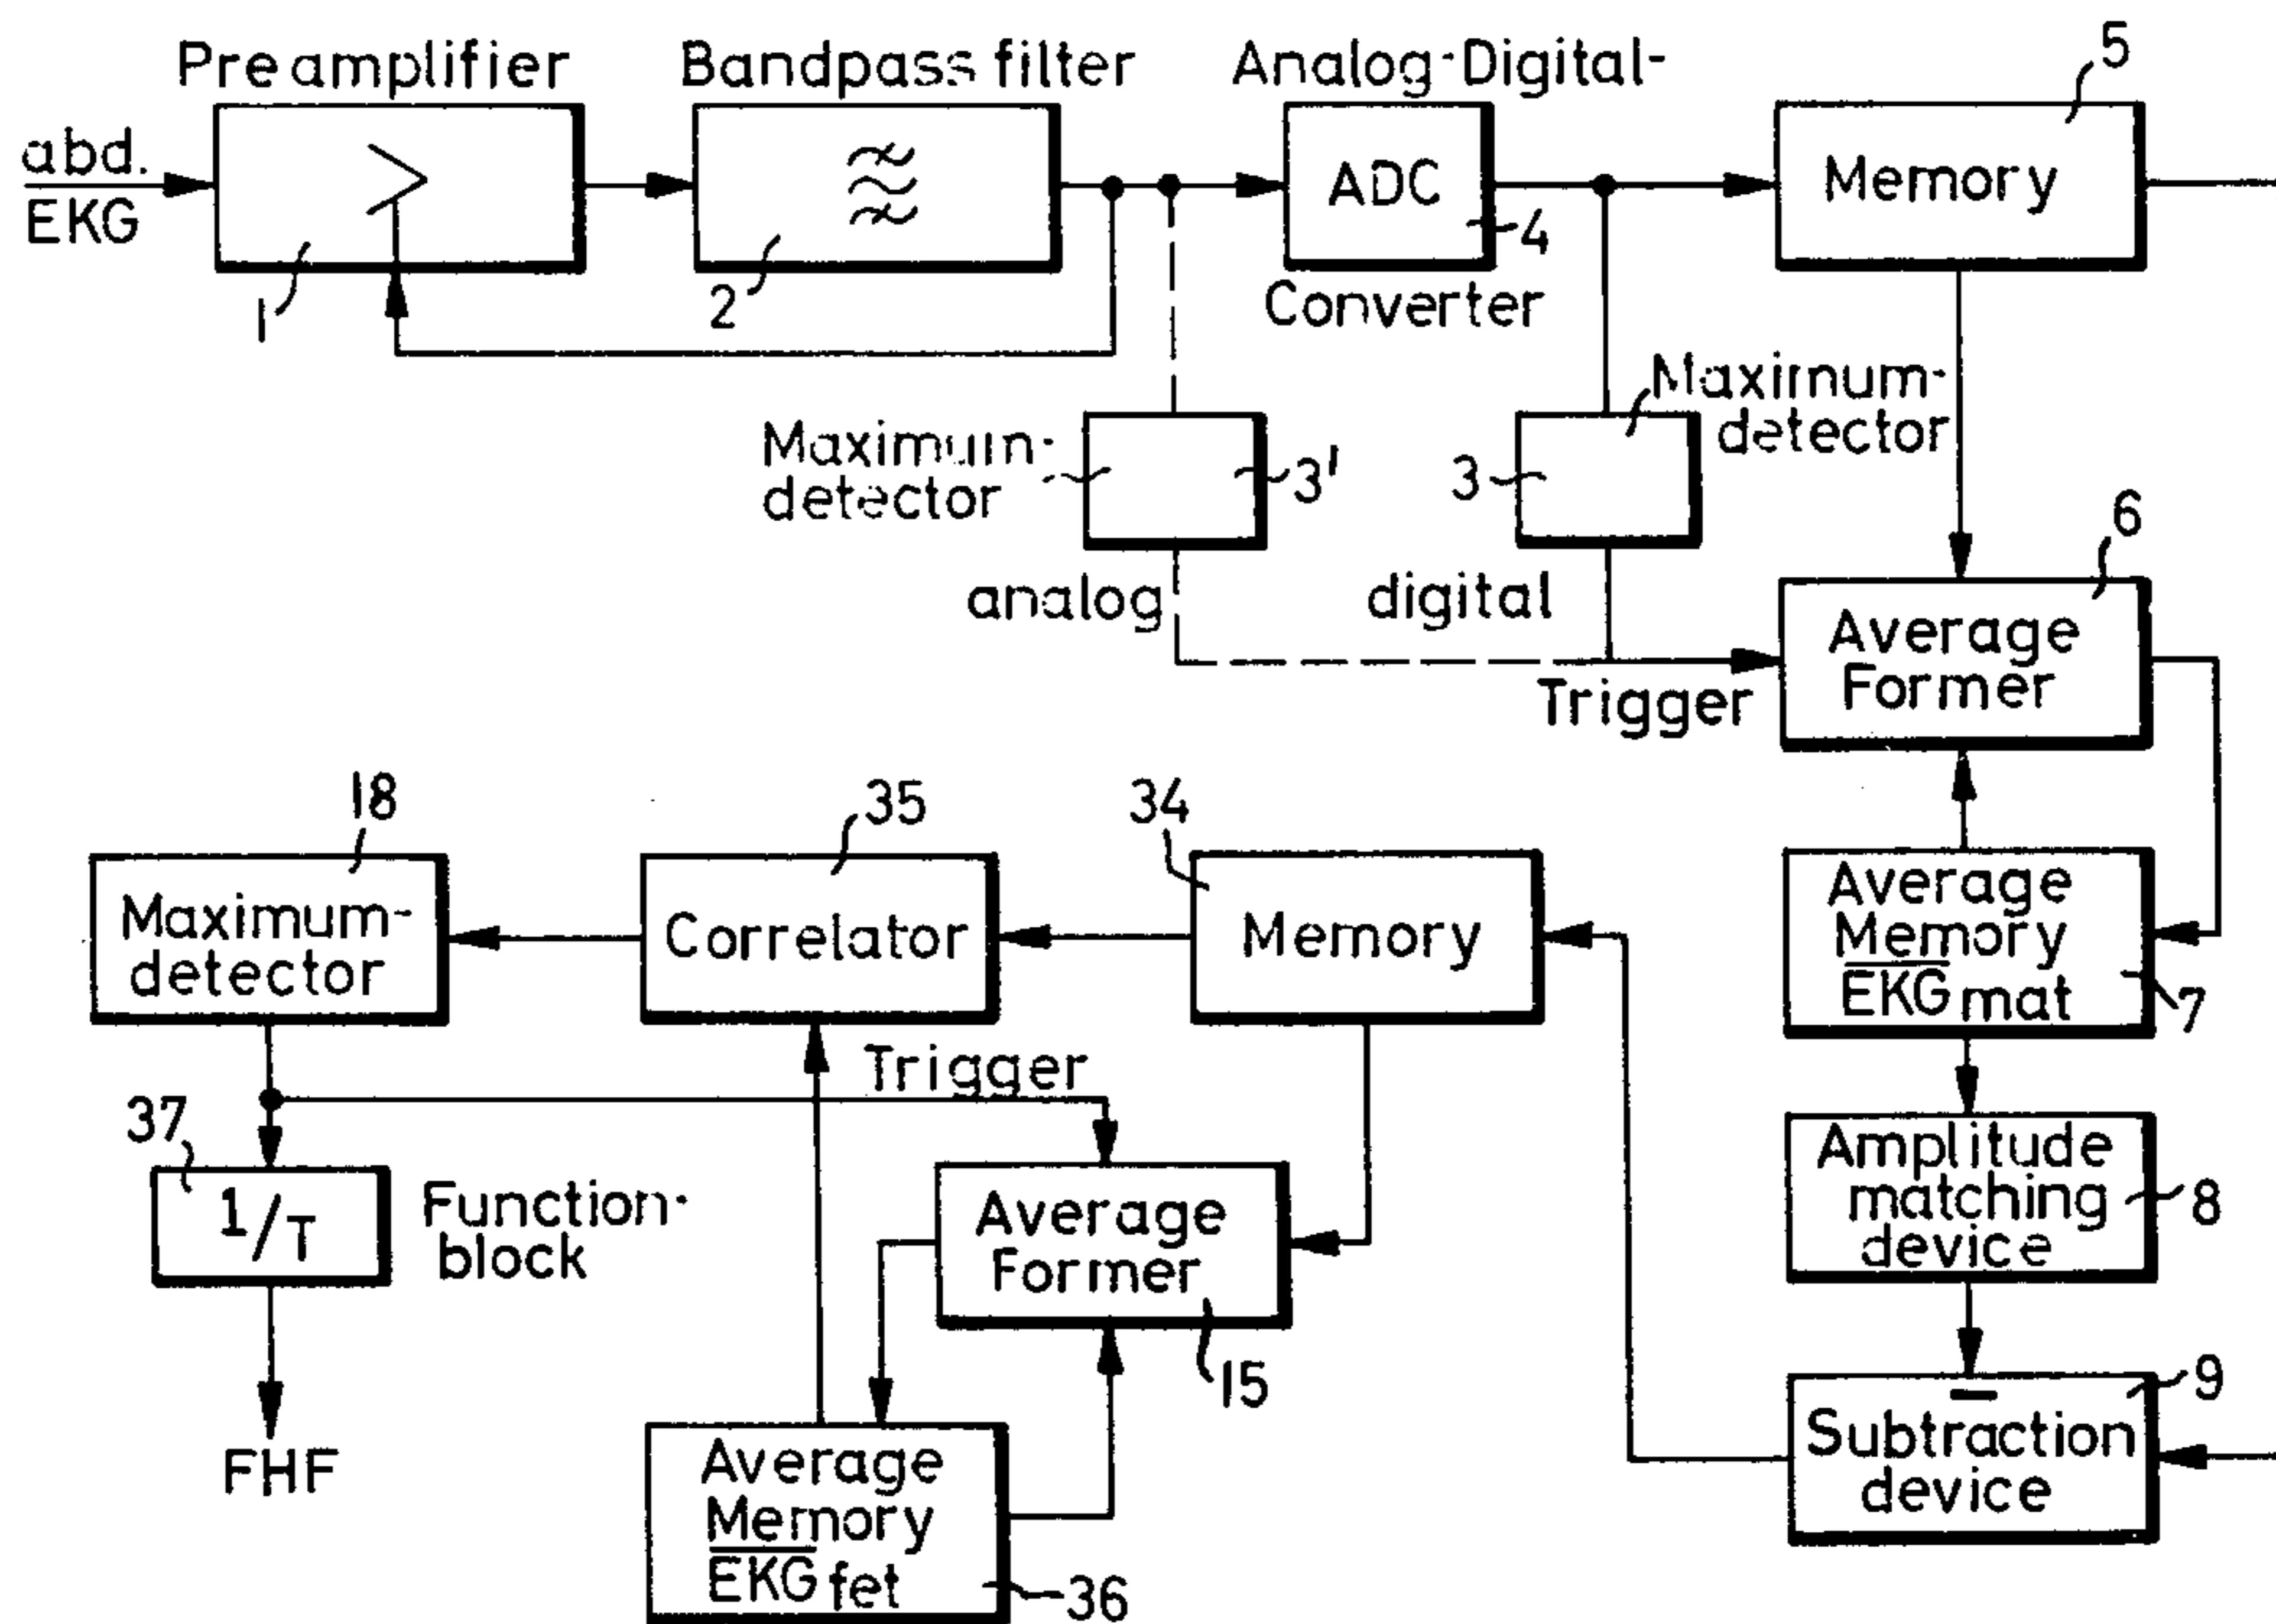 Preamplifier
Bandpass filter
Analog-Digital-
5
abd.
EKG
ADC
Memory
1
2
4
Converter
Maximum-
detector
Maximum-
detector
3'
3
6
analog
digital
Average
Former
Trigger
18
35
34
Maximum-
detector
Correlator
Memory
Average
Memory
EKG mat
7
Trigger
37
1/T
Function-
block
Average
Former
Amplitude
matching
device
8
15
9
FHF
Average
Memory
EKG fet
36
–
Subtraction
device